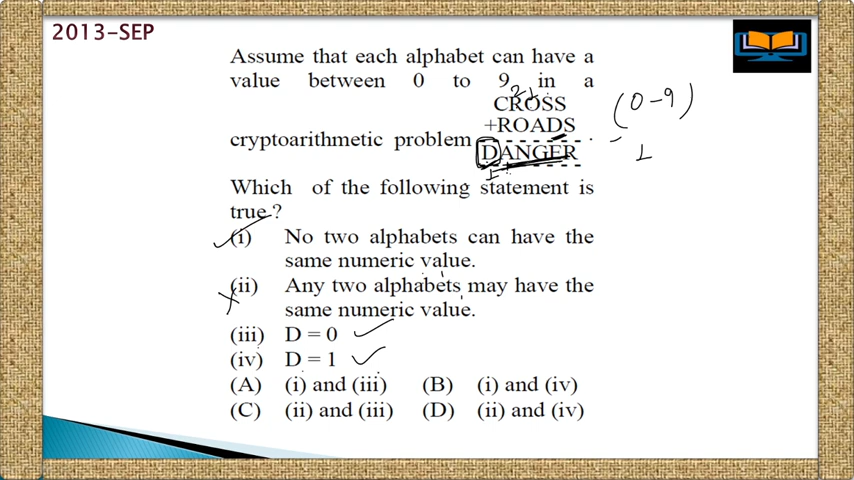 2013-SEP
Assume that each alphabet can have a
value between 0 to 9 in a
CROSS
+ROADS
cryptoarithmetic problem
DANGER
(0-9)
1
Which of the following statement is
true ?
(i) No two alphabets can have the
same numeric value.
(ii) Any two alphabets may have the
same numeric value.
(iii) D = 0
(iv) D = 1
(A) (i) and (iii) (B) (i) and (iv)
(C) (ii) and (iii) (D) (ii) and (iv)